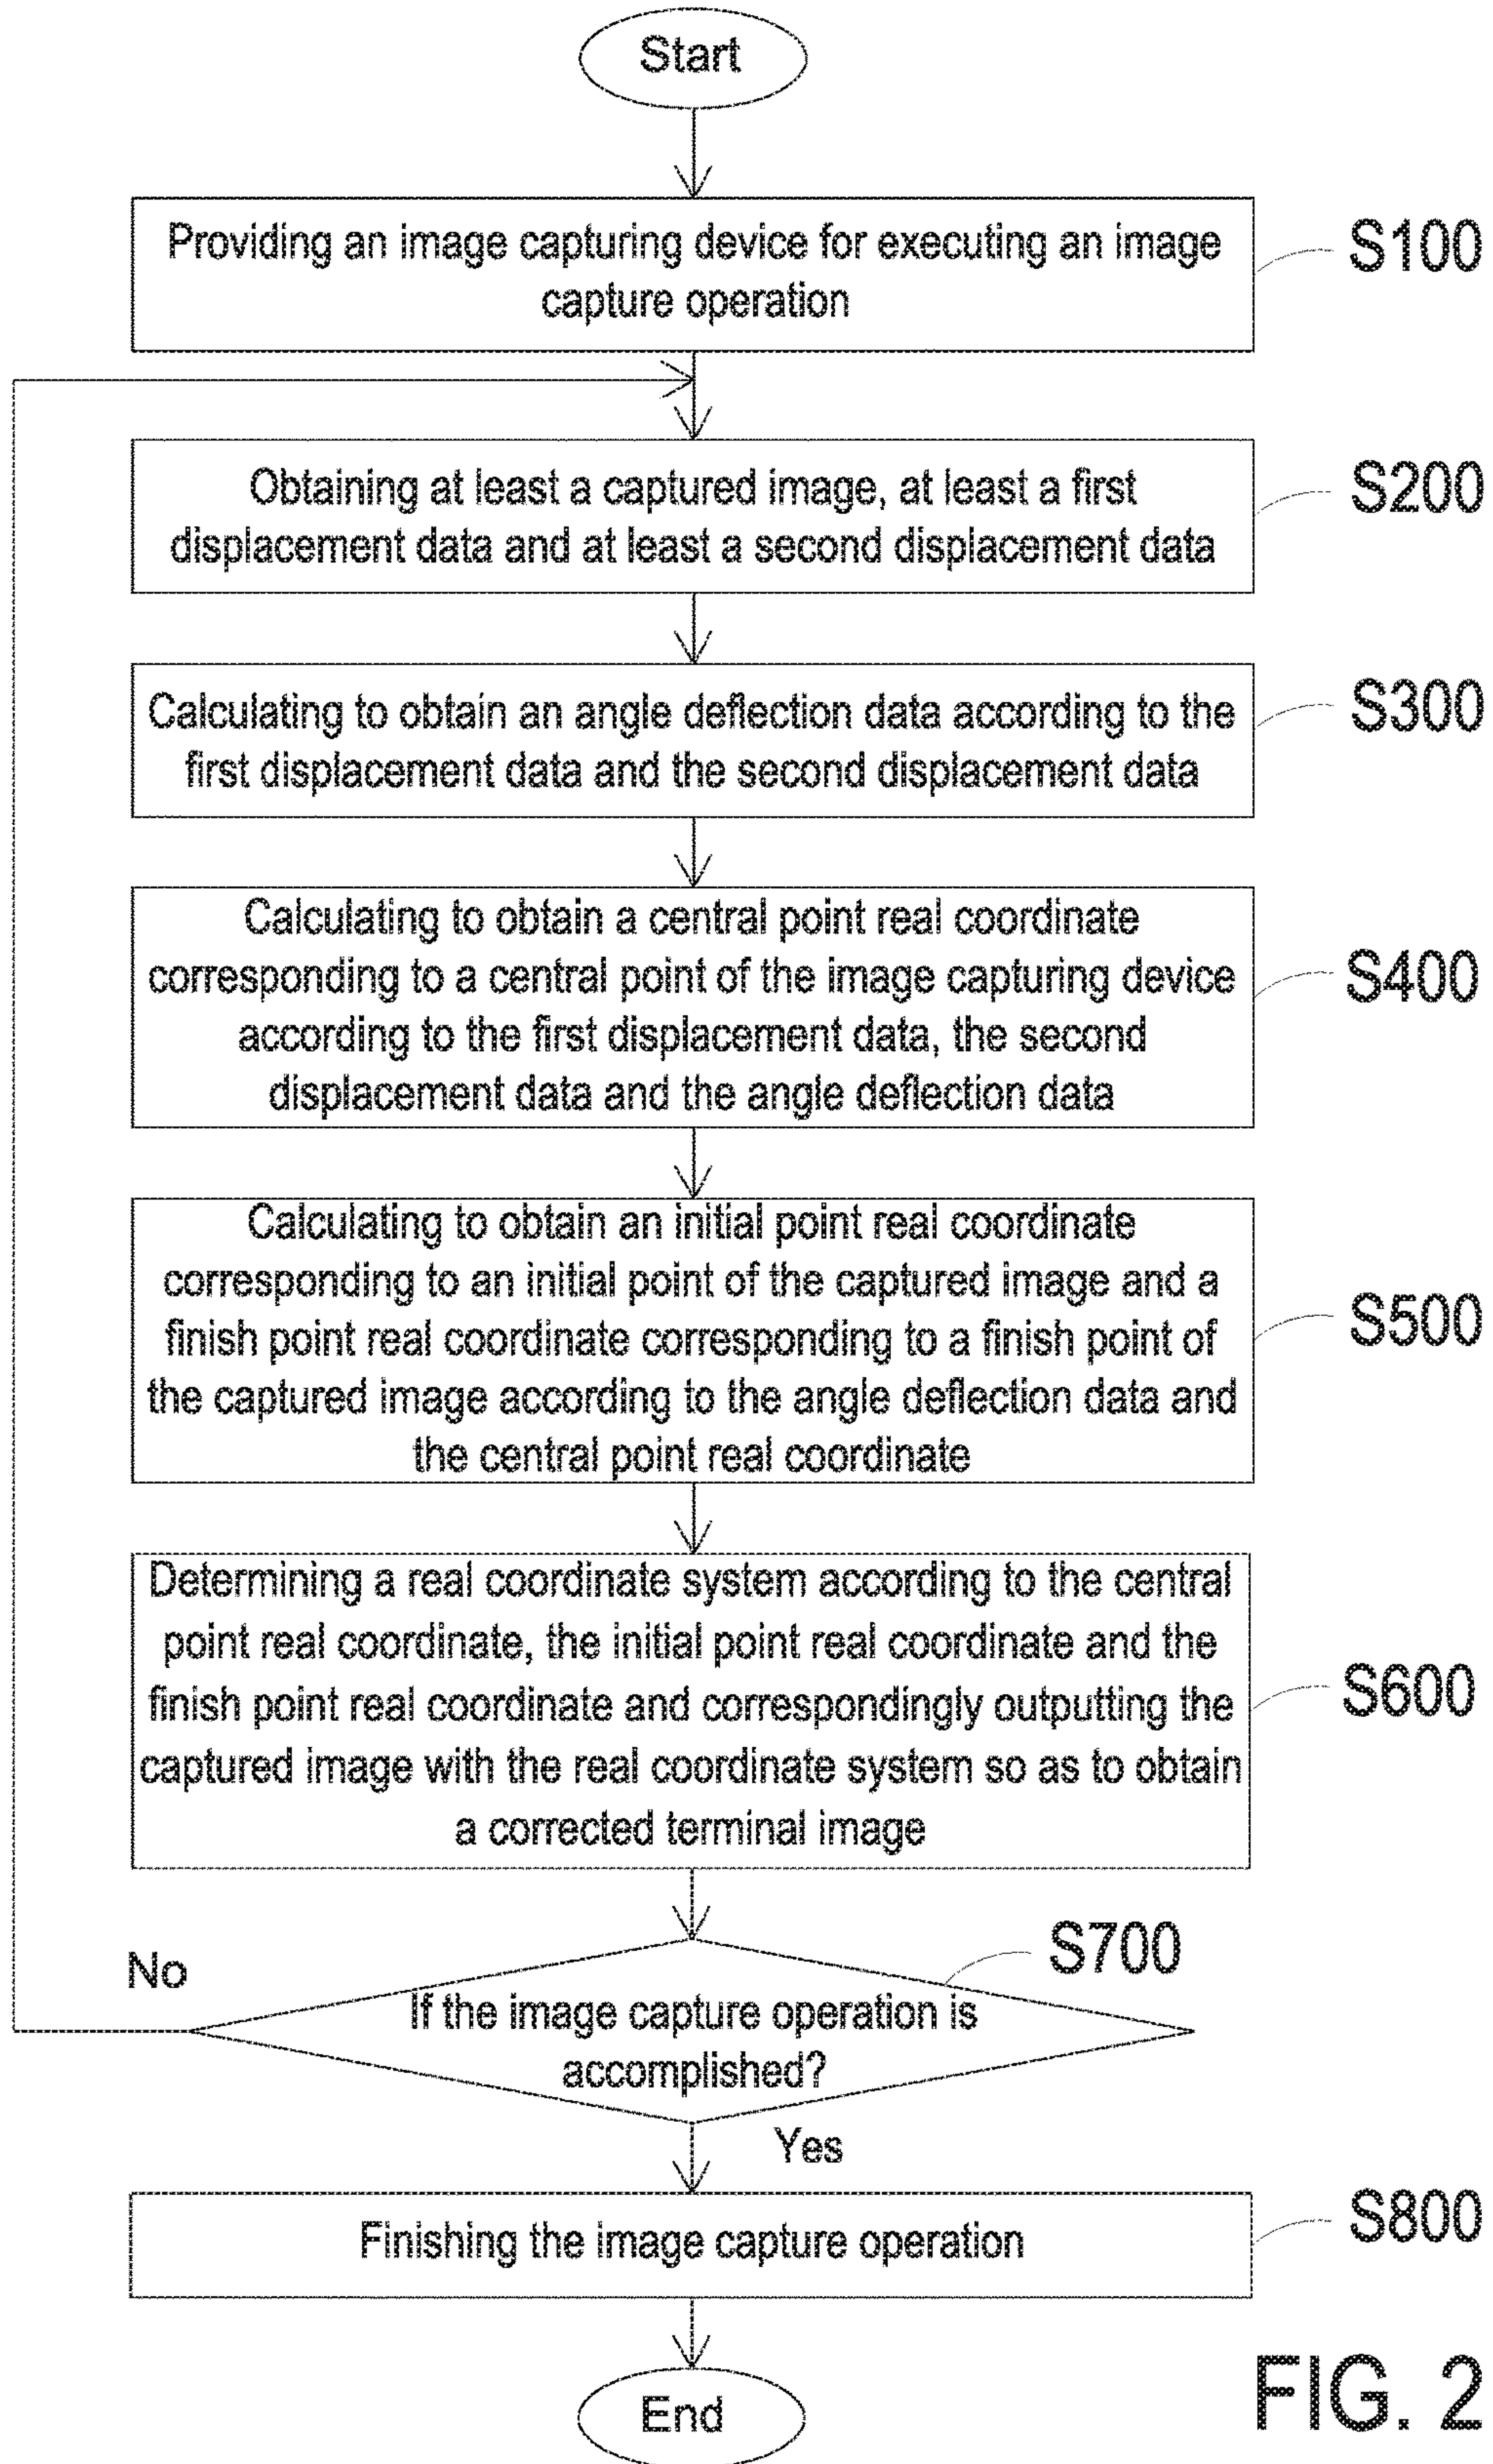 Start
Providing an image capturing device for executing an image
capture operation
S100
Obtaining at least a captured image, at least a first
displacement data and at least a second displacement data
S200
Calculating to obtain an angle deflection data according to the
first displacement data and the second displacement data
S300
Calculating to obtain a central point real coordinate
corresponding to a central point of the image capturing device
according to the first displacement data, the second
displacement data and the angle deflection data
S400
Calculating to obtain an initial point real coordinate
corresponding to an initial point of the captured image and a
finish point real coordinate corresponding to a finish point of
the captured image according to the angle deflection data and
the central point real coordinate
S500
Determining a real coordinate system according to the central
point real coordinate, the initial point real coordinate and the
finish point real coordinate and correspondingly outputting the
captured image with the real coordinate system so as to obtain
a corrected terminal image
S600
No
S700
If the image capture operation is
accomplished?
Yes
Finishing the image capture operation
S800
End
FIG. 2